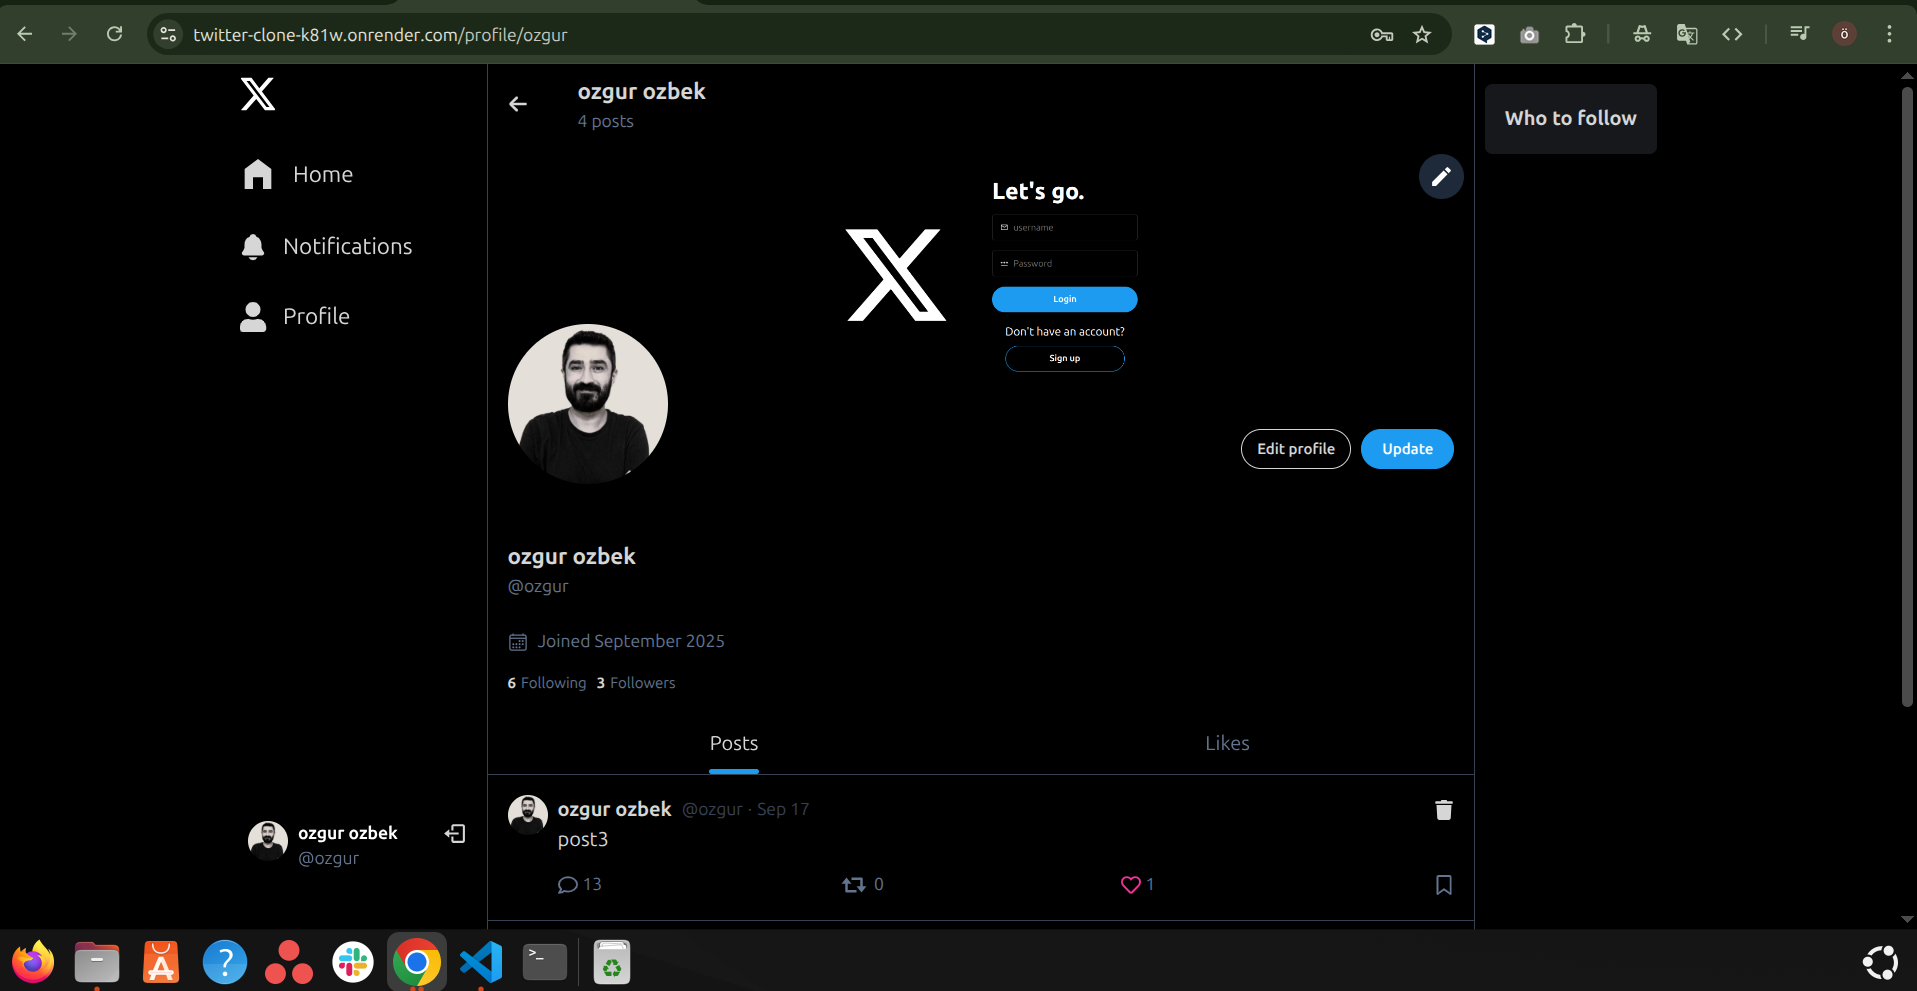 twitter-clone-k81w.onrender.com/profile/ozgur
ö
Home
Notifications
Profile
ozgur ozbek
@ozgur
ozgur ozbek
4 posts
Let's go.
username
Password
Login
Don't have an account?
Sign up
Edit profile
Update
ozgur ozbek
@ozgur
Joined September 2025
6 Following 3 Followers
Posts
Likes
ozgur ozbek @ozgur · Sep 17
post3
13
0
1
Who to follow